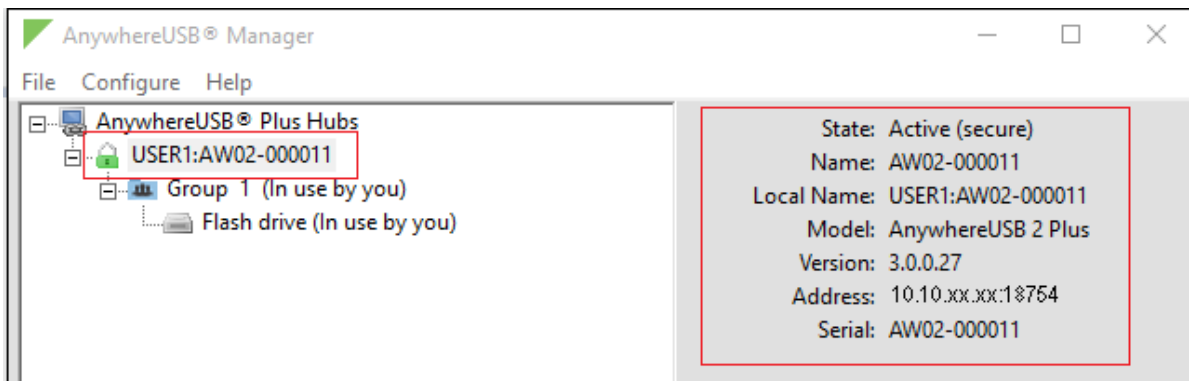 AnywhereUSB® Manager
File Configure Help
AnywhereUSB® Plus Hubs
USER1:AW02-000011
Group 1 (In use by you)
Flash drive (In use by you)
State: Active (secure)
Name: AW02-000011
Local Name: USER1:AW02-000011
Model: AnywhereUSB 2 Plus
Version: 3.0.0.27
Address: 10.10.xx.xx:18754
Serial: AW02-000011